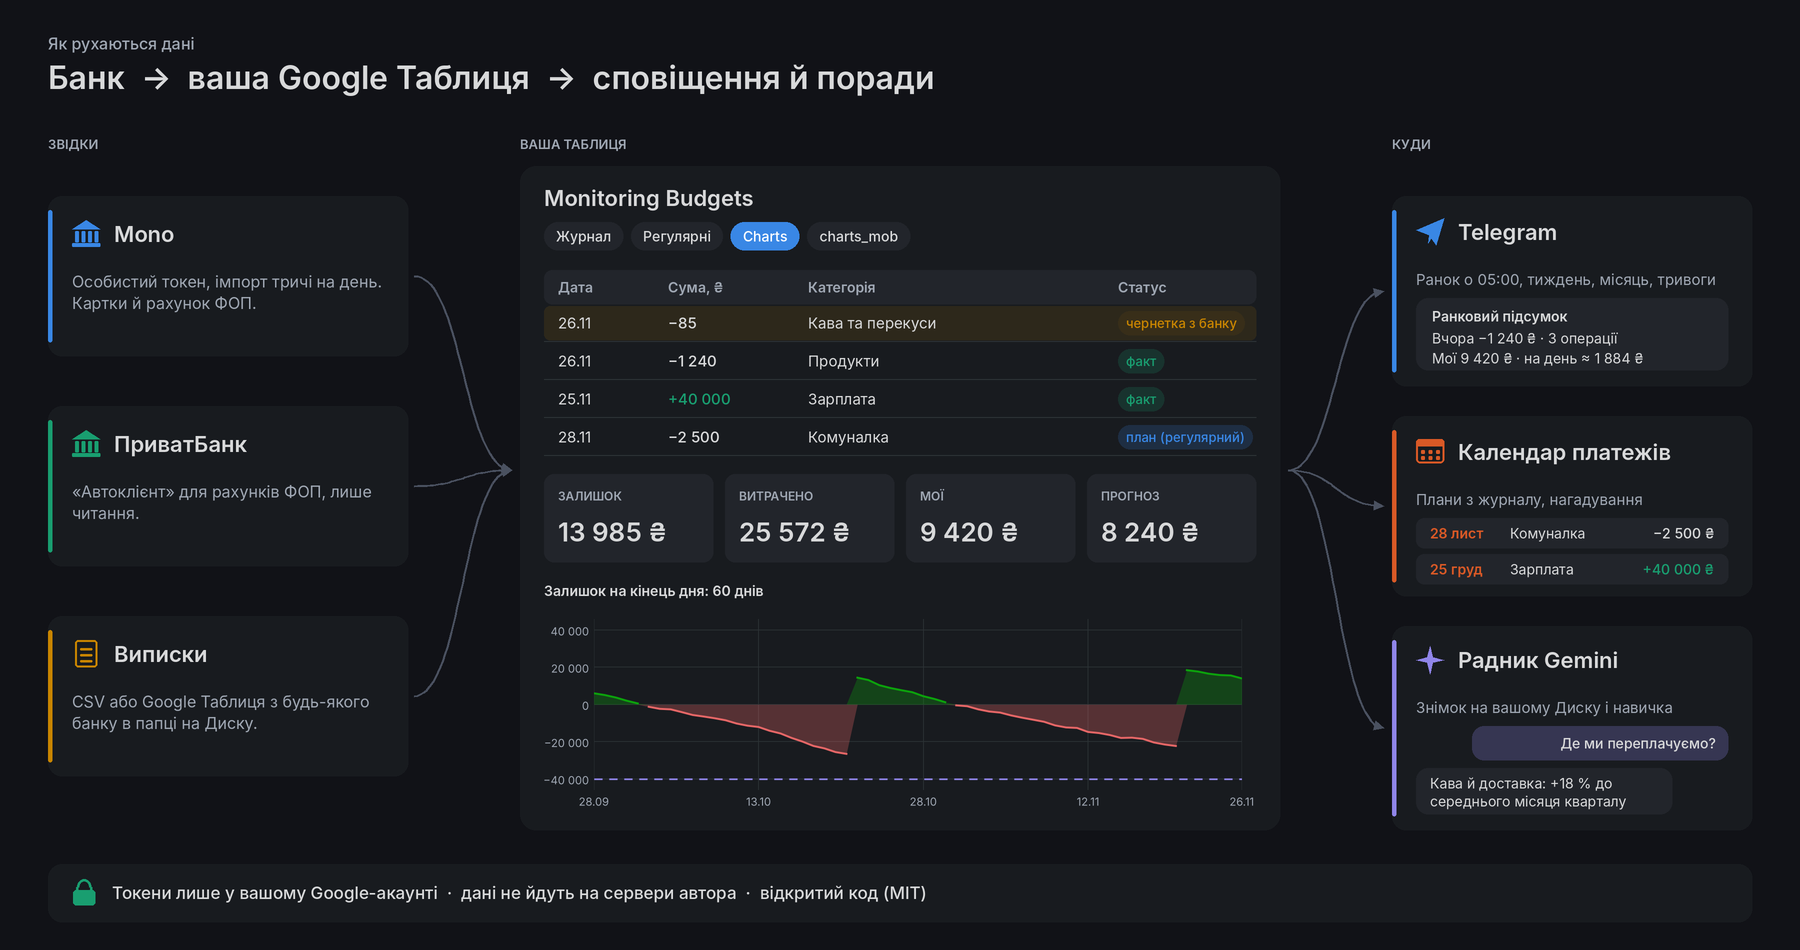 Як рухаються дані
Банк → ваша Google Таблиця → сповіщення й поради
ЗВІДКИ
Mono
Особистий токен, імпорт тричі на день.
Картки й рахунок ФОП.
ПриватБанк
«Автоклієнт» для рахунків ФОП, лише
читання.
Виписки
CSV або Google Таблиця з будь-якого
банку в папці на Диску.
ВАША ТАБЛИЦЯ
Monitoring Budgets
Журнал Регулярні Charts charts_mob
Дата Сума, ₴ Категорія Статус
26.11 −85 Кава та перекуси чернетка з банку
26.11 −1 240 Продукти факт
25.11 +40 000 Зарплата факт
28.11 −2 500 Комуналка план (регулярний)
ЗАЛИШОК ВИТРАЧЕНО МОЇ ПРОГНОЗ
13 985 ₴ 25 572 ₴ 9 420 ₴ 8 240 ₴
Залишок на кінець дня: 60 днів
40 000
20 000
0
−20 000
−40 000
28.09 13.10 28.10 12.11 26.11
КУДИ
Telegram
Ранок о 05:00, тиждень, місяць, тривоги
Ранковий підсумок
Вчора −1 240 ₴ · 3 операції
Мої 9 420 ₴ · на день ≈ 1 884 ₴
Календар платежів
Плани з журналу, нагадування
28 лист Комуналка −2 500 ₴
25 груд Зарплата +40 000 ₴
Радник Gemini
Знімок на вашому Диску і навичка
Де ми переплачуємо?
Кава й доставка: +18 % до
середнього місяця кварталу
Токени лише у вашому Google-акаунті · дані не йдуть на сервери автора · відкритий код (MIT)